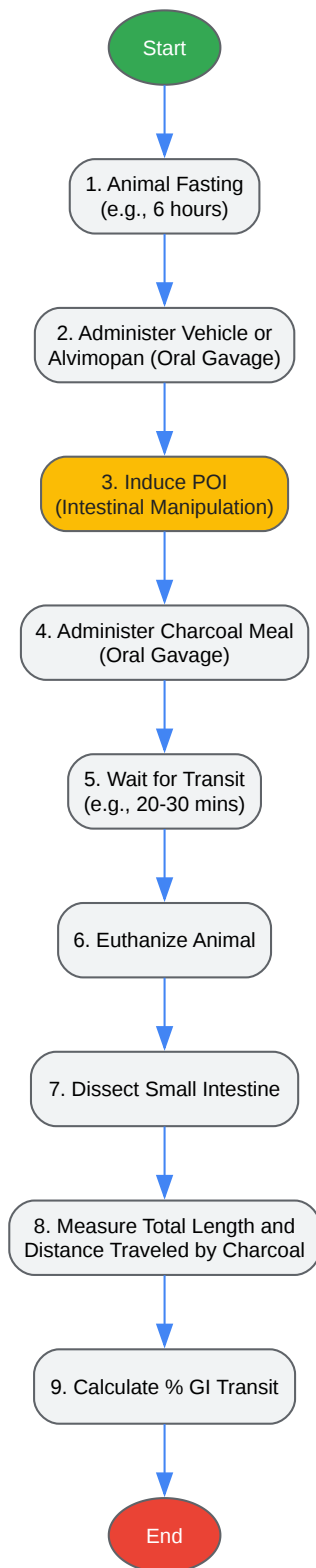 Start
1. Animal Fasting
(e.g., 6 hours)
2. Administer Vehicle or
Alvimopan (Oral Gavage)
3. Induce POI
(Intestinal Manipulation)
4. Administer Charcoal Meal
(Oral Gavage)
5. Wait for Transit
(e.g., 20-30 mins)
6. Euthanize Animal
7. Dissect Small Intestine
8. Measure Total Length and
Distance Traveled by Charcoal
9. Calculate % GI Transit
End